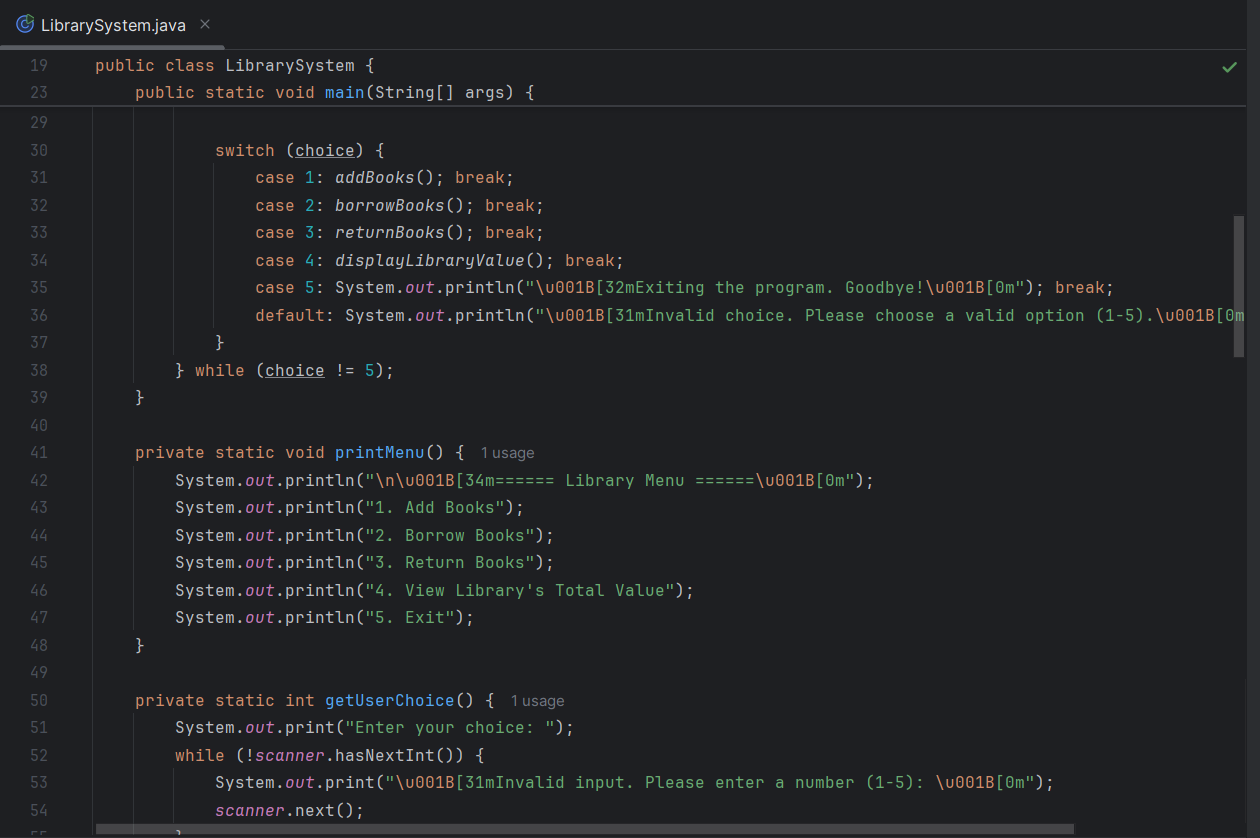 LibrarySystem.java
19 public class LibrarySystem {
23 public static void main(String[] args) {
29
30 switch (choice) {
31 case 1: addBooks(); break;
32 case 2: borrowBooks(); break;
33 case 3: returnBooks(); break;
34 case 4: displayLibraryValue(); break;
35 case 5: System.out.println("\u001B[32mExiting the program. Goodbye!\u001B[0m"); break;
36 default: System.out.println("\u001B[31mInvalid choice. Please choose a valid option (1-5).\u001B[0m
37 }
38 } while (choice != 5);
39 }
40
41 private static void printMenu() { 1 usage
42 System.out.println("\n\u001B[34m====== Library Menu ======\u001B[0m");
43 System.out.println("1. Add Books");
44 System.out.println("2. Borrow Books");
45 System.out.println("3. Return Books");
46 System.out.println("4. View Library's Total Value");
47 System.out.println("5. Exit");
48 }
49
50 private static int getUserChoice() { 1 usage
51 System.out.print("Enter your choice: ");
52 while (!scanner.hasNextInt()) {
53 System.out.print("\u001B[31mInvalid input. Please enter a number (1-5): \u001B[0m");
54 scanner.next();